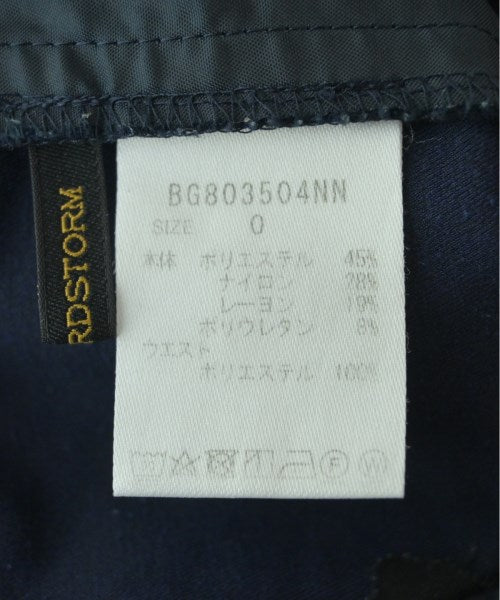 RDSTORM
BG803504NN
SIZE 0
本体 ポリエステル 45%
ナイロン 28%
レーヨン 19%
ポリウレタン 8%
ウエスト
ポリエステル 100%